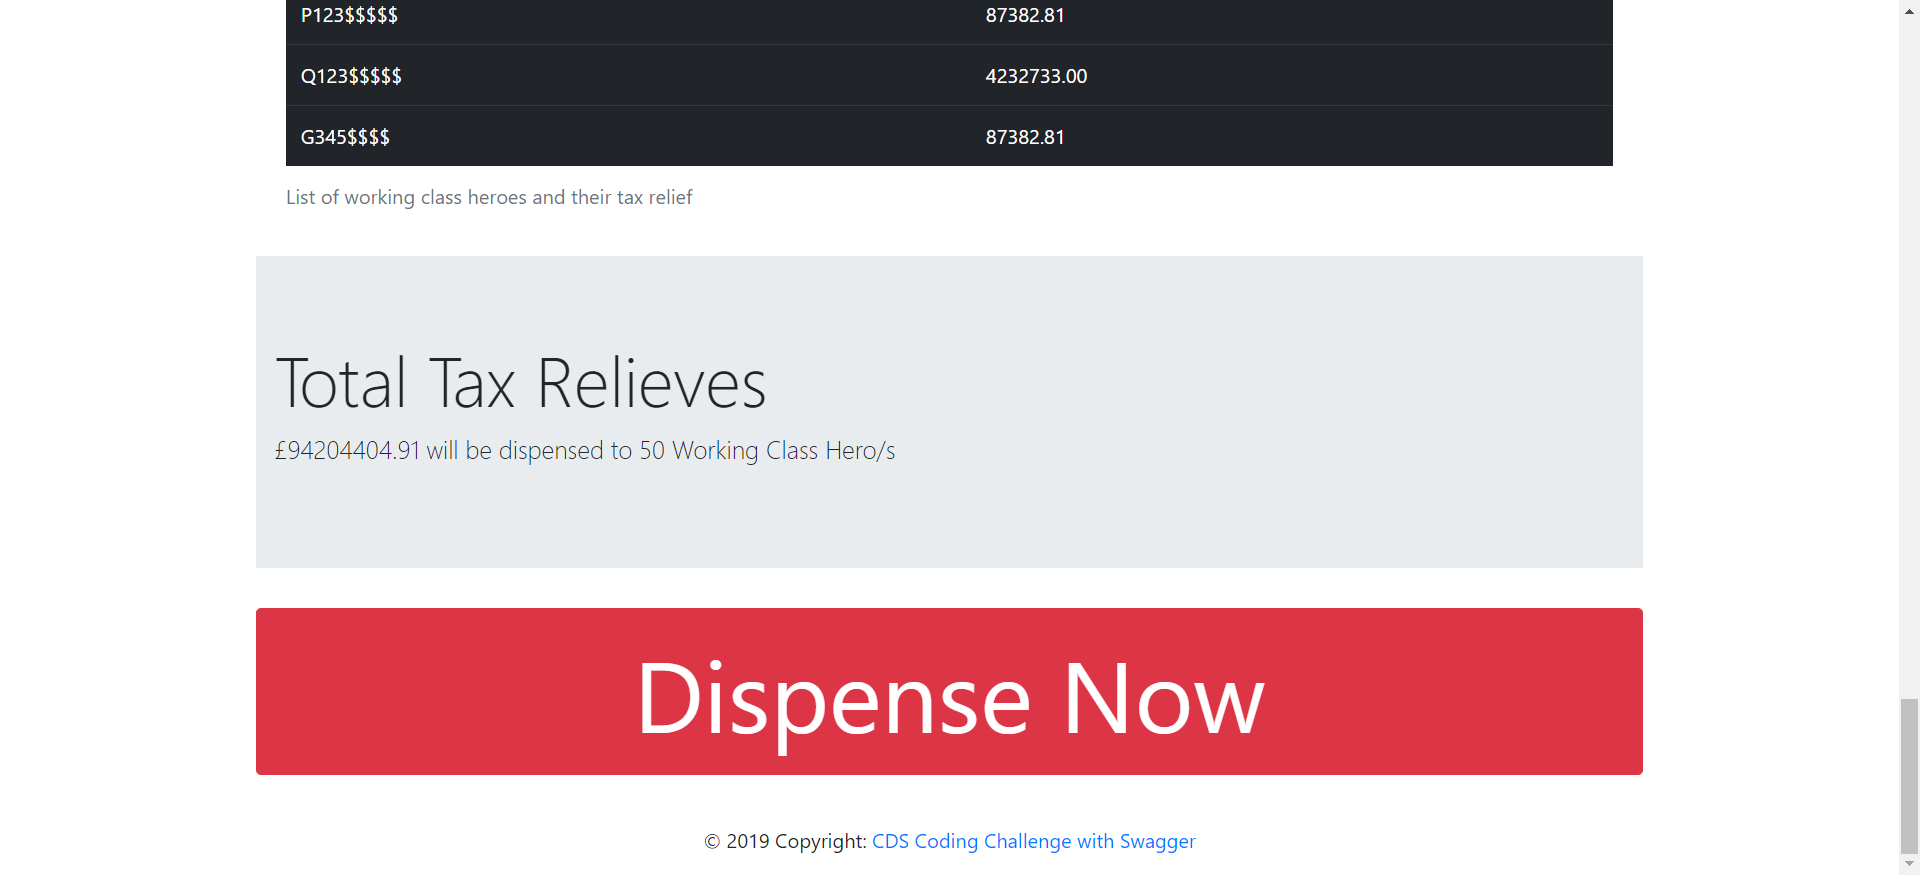 P123$$$$$ 87382.81
Q123$$$$$ 4232733.00
G345$$$$ 87382.81
List of working class heroes and their tax relief
Total Tax Relieves
£94204404.91 will be dispensed to 50 Working Class Hero/s
Dispense Now
© 2019 Copyright: CDS Coding Challenge with Swagger